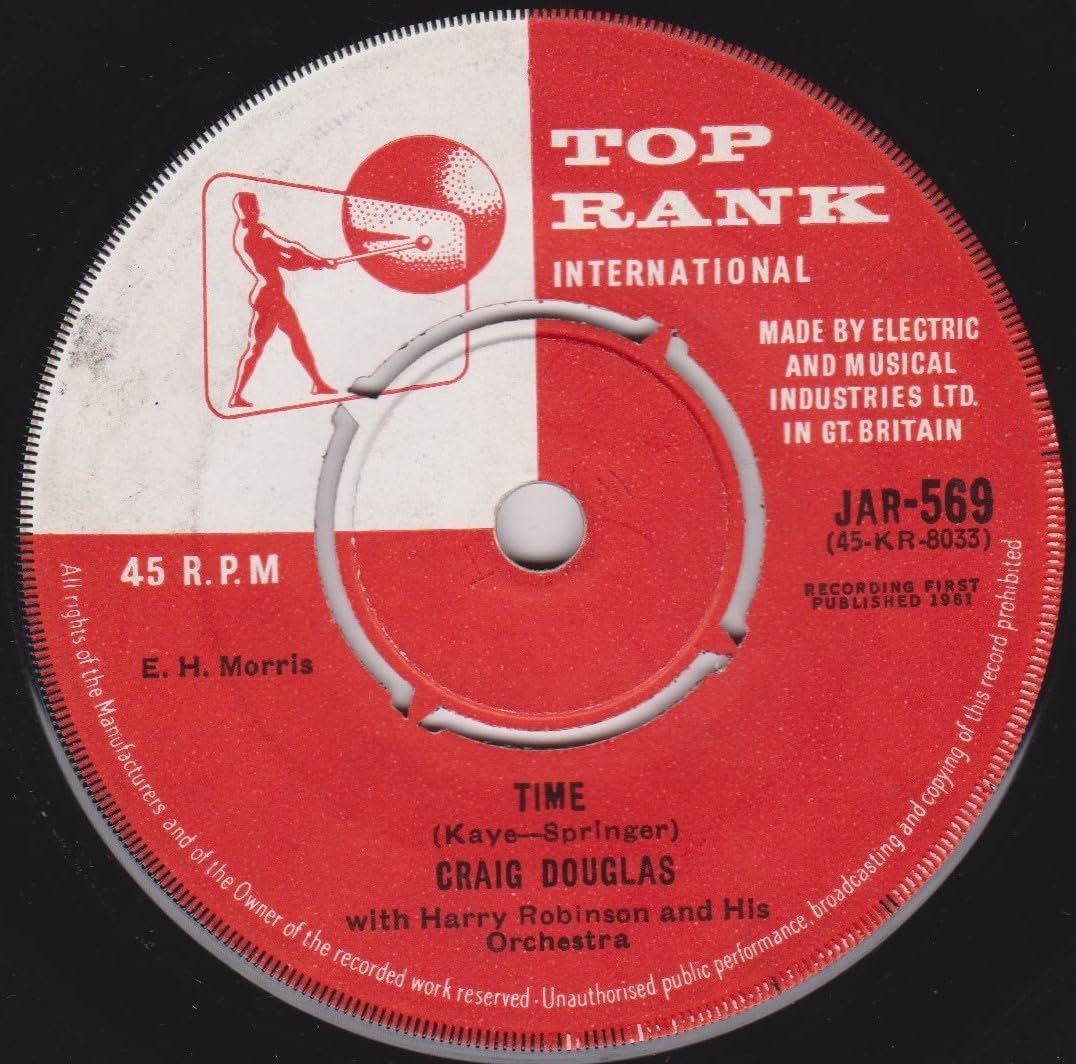 TOP
RANK
INTERNATIONAL
MADE BY ELECTRIC
AND MUSICAL
INDUSTRIES LTD.
IN GT. BRITAIN
JAR-569
(45-KR-8033)
RECORDING FIRST
PUBLISHED 1961
45 R.P.M
E. H. Morris
TIME
(Kaye—Springer)
CRAIG DOUGLAS
with Harry Robinson and His
Orchestra
All rights of the Manufacturers and of the Owner of the recorded work reserved · Unauthorised public performance, broadcasting and copying of this record prohibited